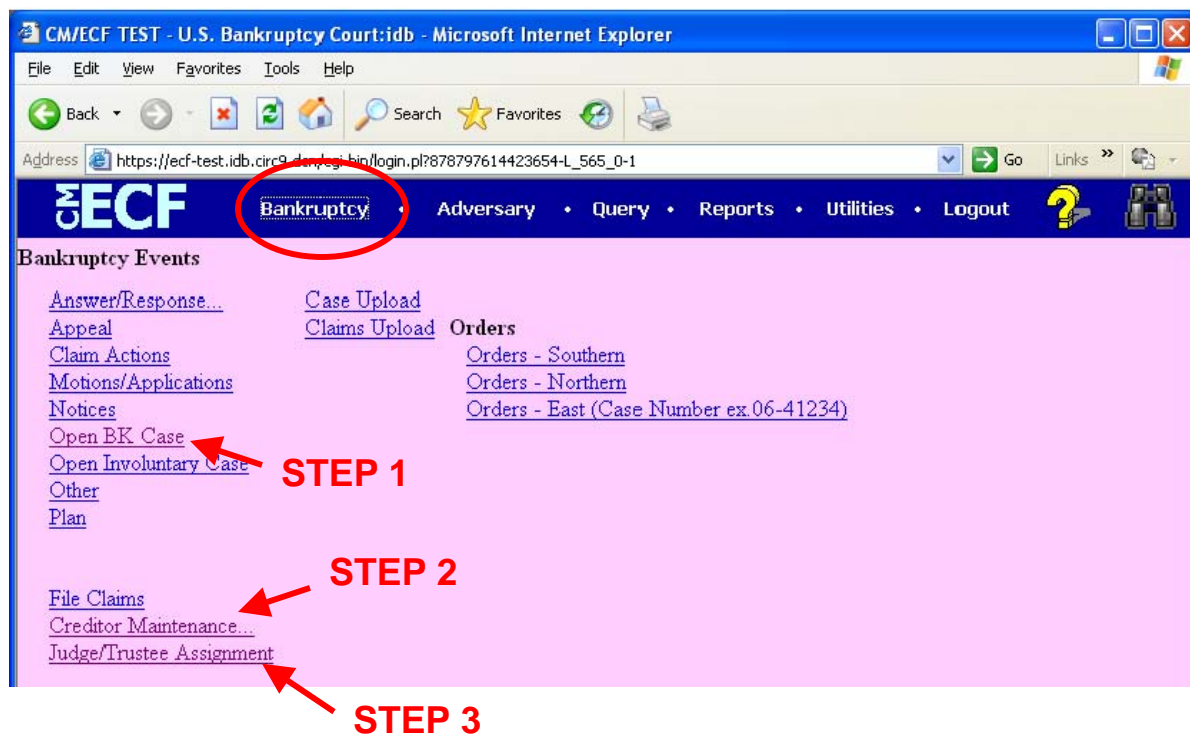 CM/ECF TEST - U.S. Bankruptcy Court:idb - Microsoft Internet Explorer
File Edit View Favorites Tools Help
Back Search Favorites
Address https://ecf-test.idb.circ9.dcn/cgi-bin/login.pl?878797614423654-L_565_0-1 Go Links »
CM ECF Bankruptcy • Adversary • Query • Reports • Utilities • Logout ?
Bankruptcy Events
Answer/Response... Case Upload
Appeal Claims Upload Orders
Claim Actions Orders - Southern
Motions/Applications Orders - Northern
Notices Orders - East (Case Number ex.06-41234)
Open BK Case
Open Involuntary Case STEP 1
Other
Plan
STEP 2
File Claims
Creditor Maintenance...
Judge/Trustee Assignment
STEP 3